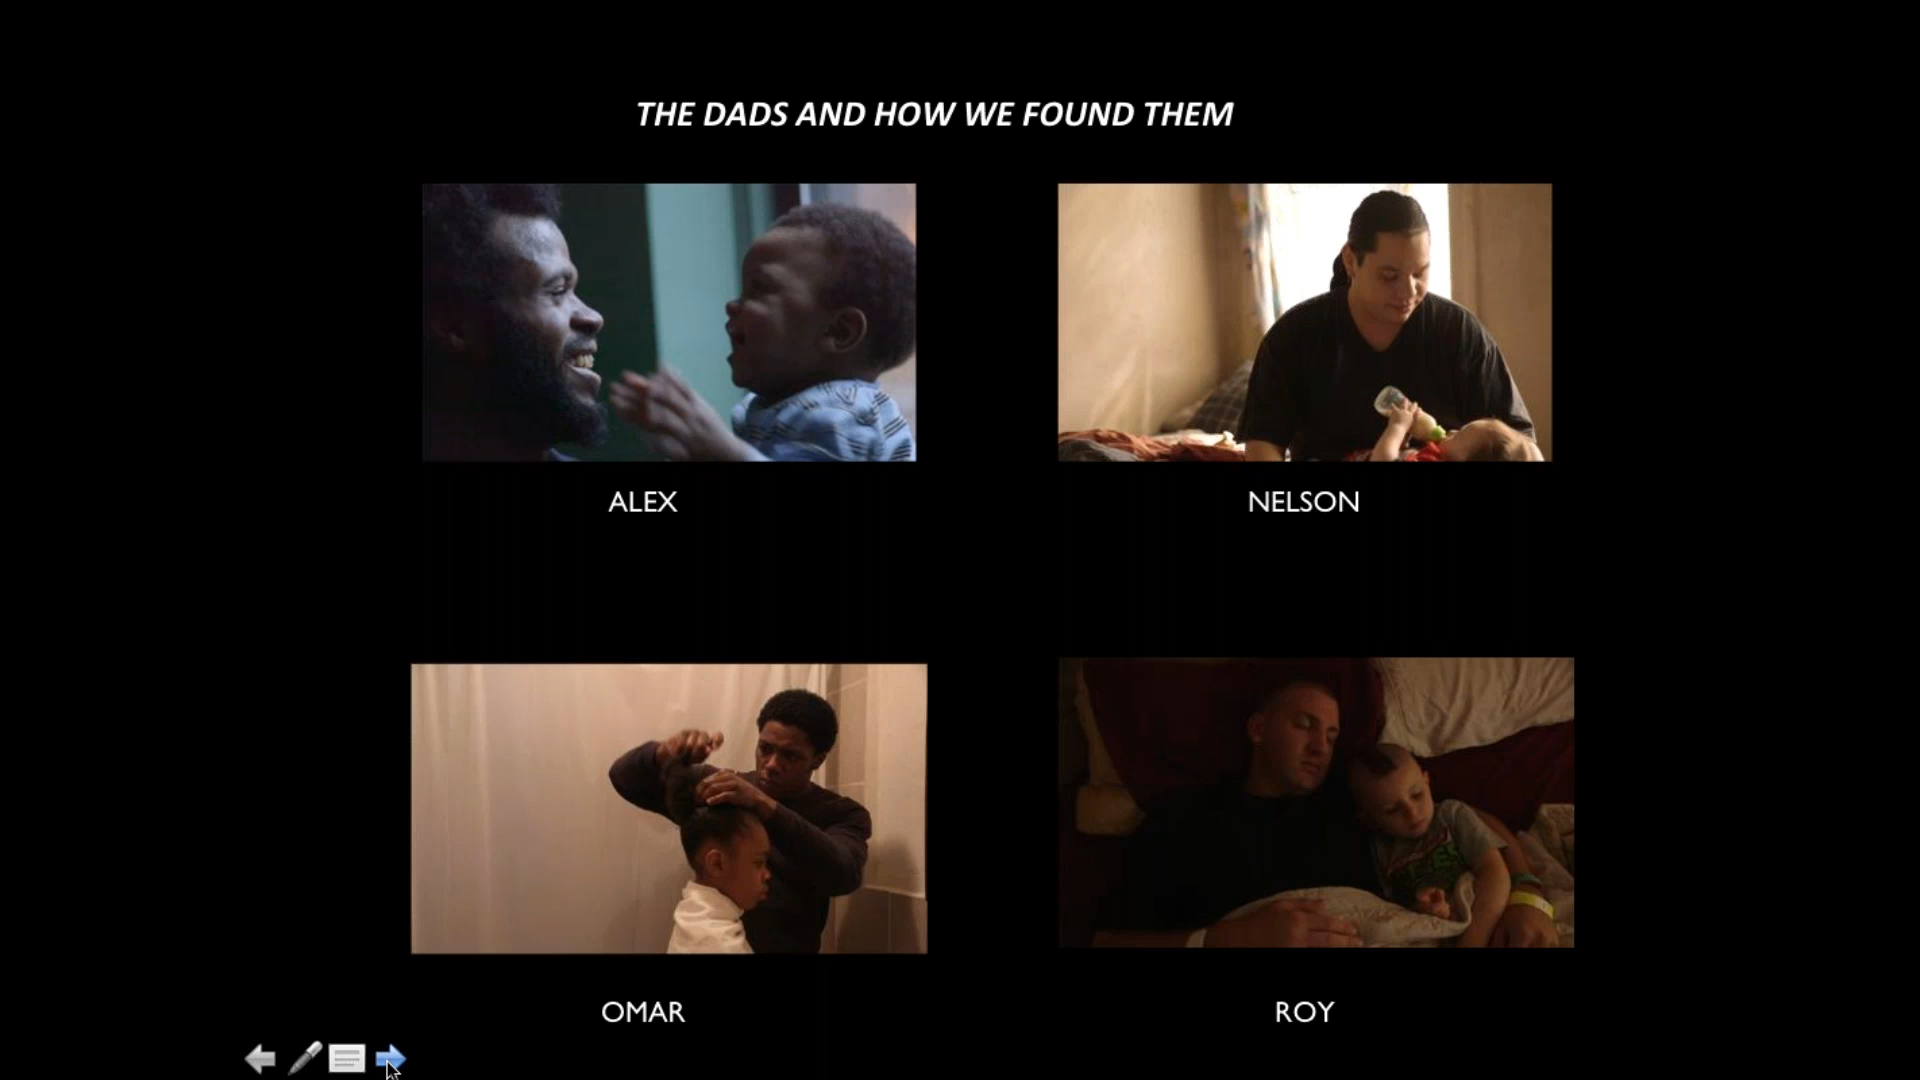 THE DADS AND HOW WE FOUND THEM
ALEX
NELSON
OMAR
ROY